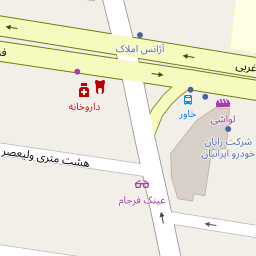 آژانس املاک
غربی
داروخانه
خاور
لواشی
شرکت رایان
خودرو ایرانیان
هشت متری ولیعصر
عینک فرجام